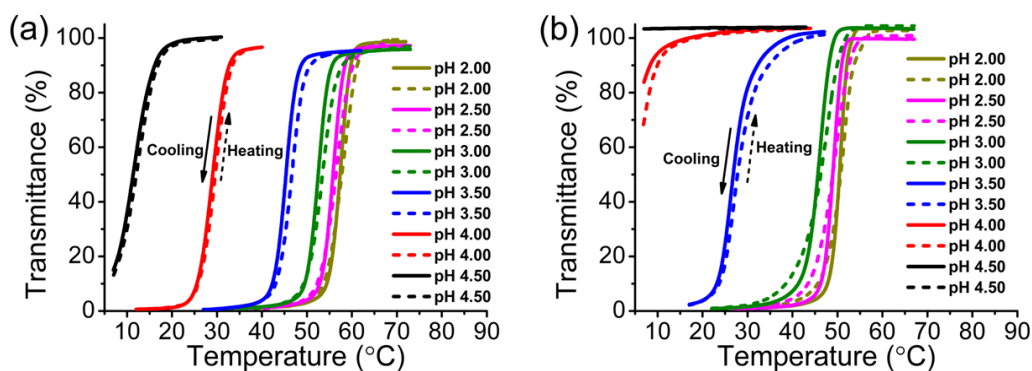 (a)
Transmittance (%)
100
80
60
40
20
0
10 20 30 40 50 60 70 80 90
Temperature (°C)
Cooling
Heating
pH 2.00
pH 2.00
pH 2.50
pH 2.50
pH 3.00
pH 3.00
pH 3.50
pH 3.50
pH 4.00
pH 4.00
pH 4.50
pH 4.50
(b)
Transmittance (%)
100
80
60
40
20
0
10 20 30 40 50 60 70 80 90
Temperature (°C)
Cooling
Heating
pH 2.00
pH 2.00
pH 2.50
pH 2.50
pH 3.00
pH 3.00
pH 3.50
pH 3.50
pH 4.00
pH 4.00
pH 4.50
pH 4.50